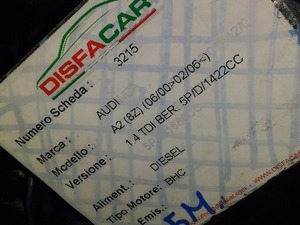 DISFACAR
Numero Scheda: 3215
Marca: AUDI
Modello: A2 (8Z) (06/00>02/06<)
Versione: 1.4 TDI BER. 5P/D/1422CC
Aliment.: DIESEL
Tipo Motore: BHC
Emis.:
5M